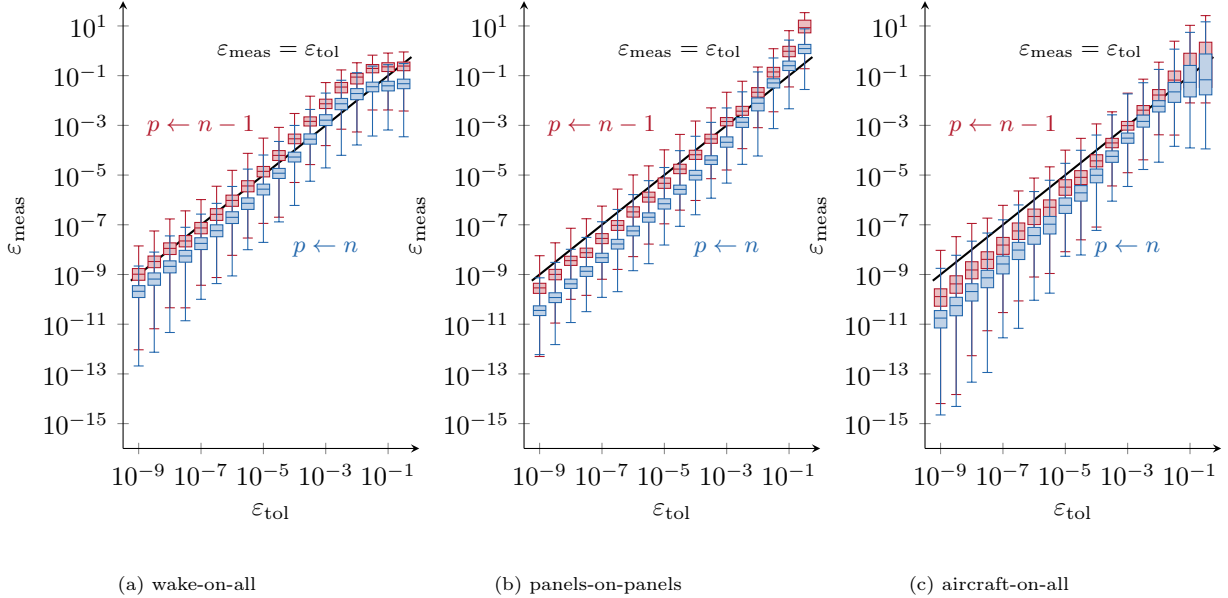 10^1
10^−1
10^−3
10^−5
10^−7
10^−9
10^−11
10^−13
10^−15
ε_meas
ε_meas = ε_tol
p ← n − 1
p ← n
10^−9 10^−7 10^−5 10^−3 10^−1
ε_tol
(a) wake-on-all
10^1
10^−1
10^−3
10^−5
10^−7
10^−9
10^−11
10^−13
10^−15
ε_meas
ε_meas = ε_tol
p ← n − 1
p ← n
10^−9 10^−7 10^−5 10^−3 10^−1
ε_tol
(b) panels-on-panels
10^1
10^−1
10^−3
10^−5
10^−7
10^−9
10^−11
10^−13
10^−15
ε_meas
ε_meas = ε_tol
p ← n − 1
p ← n
10^−9 10^−7 10^−5 10^−3 10^−1
ε_tol
(c) aircraft-on-all